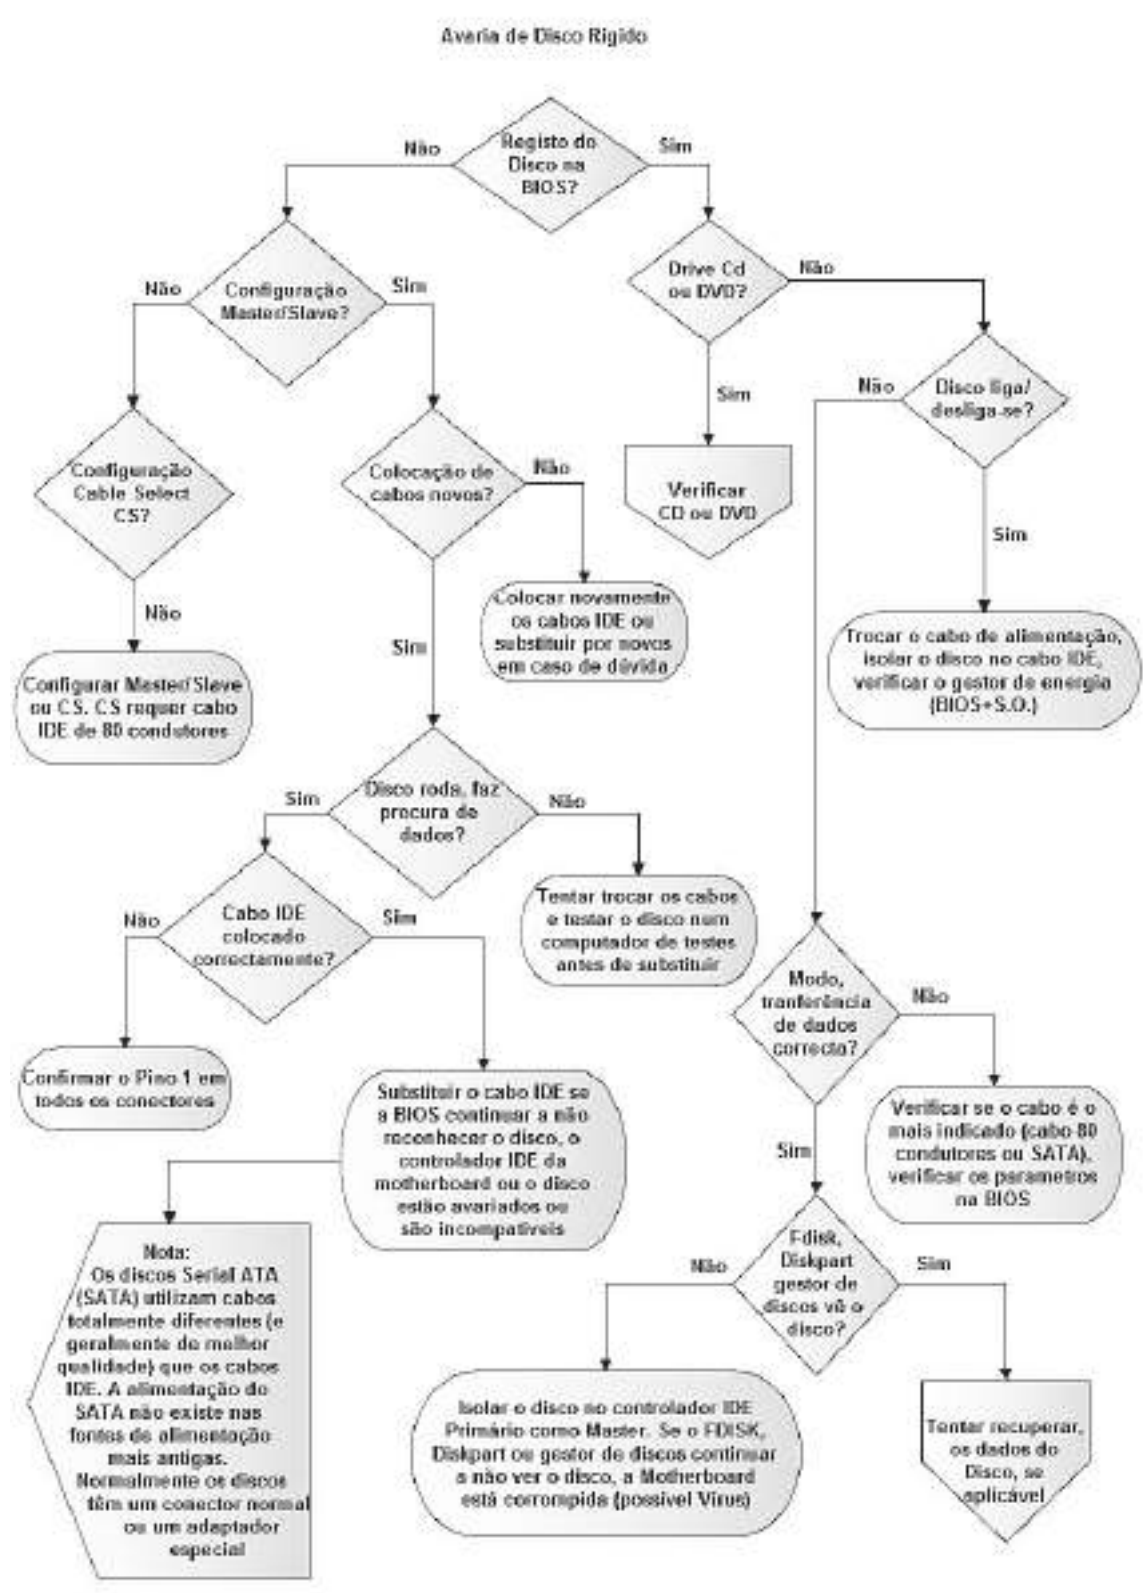 Avaria de Disco Rígido
Registo do
Disco na
BIOS?
Não
Sim
Configuração
Master/Slave?
Não
Sim
Drive Cd
ou DVD?
Não
Sim
Disco liga/
desliga-se?
Não
Sim
Configuração
Cable Select
CS?
Não
Colocação de
cabos novos?
Não
Sim
Verificar
CD ou DVD
Colocar novamente
os cabos IDE ou
substituir por novos
em caso de dúvida
Trocar o cabo de alimentação,
isolar o disco no cabo IDE,
verificar o gestor de energia
(BIOS+S.O.)
Configurar Master/Slave
ou CS. CS requer cabo
IDE de 80 condutores
Disco roda, faz
procura de
dados?
Sim
Não
Cabo IDE
colocado
correctamente?
Não
Sim
Tentar trocar os cabos
e testar o disco num
computador de testes
antes de substituir
Modo,
tranferência
de dados
correcta?
Não
Sim
Confirmar o Pino 1 em
todos os conectores
Substituir o cabo IDE se
a BIOS continuar a não
reconhecer o disco, o
controlador IDE da
motherboard ou o disco
estão avariados ou
são incompatíveis
Verificar se o cabo é o
mais indicado (cabo 80
condutores ou SATA),
verificar os parametros
na BIOS
Fdisk,
Diskpart
gestor de
discos vê o
disco?
Não
Sim
Nota:
Os discos Serial ATA
(SATA) utilizam cabos
totalmente diferentes (e
geralmente de melhor
qualidade) que os cabos
IDE. A alimentação do
SATA não existe nas
fontes de alimentação
mais antigas.
Normalmente os discos
têm um conector normal
ou um adaptador
especial
Isolar o disco no controlador IDE
Primário como Master. Se o FDISK,
Diskpart ou gestor de discos continuar
a não ver o disco, a Motherboard
está corrompida (possível Vírus)
Tentar recuperar,
os dados do
Disco, se
aplicável